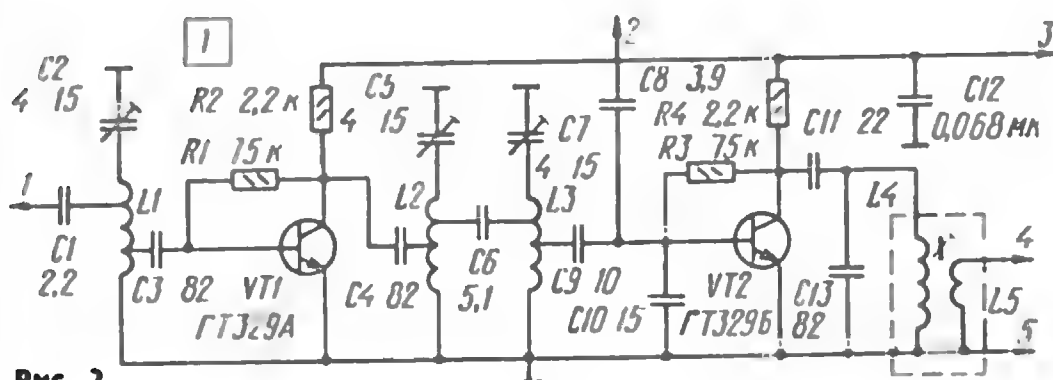 1
2
3
C2
4 15
R2 2,2 к
C5
4 15
C8 3,9
R4 2,2 к
C11 22
C12
0,068 мк
R1 75 к
C7
4 15
R3 75 к
1
L1
L2
L3
L4
C1
2,2
C3 82
VT1
ГТ329А
C4 82
C6
5,1
C9 10
C10 15
VT2
ГТ329Б
C13
82
4
L5
5
Рис. 2